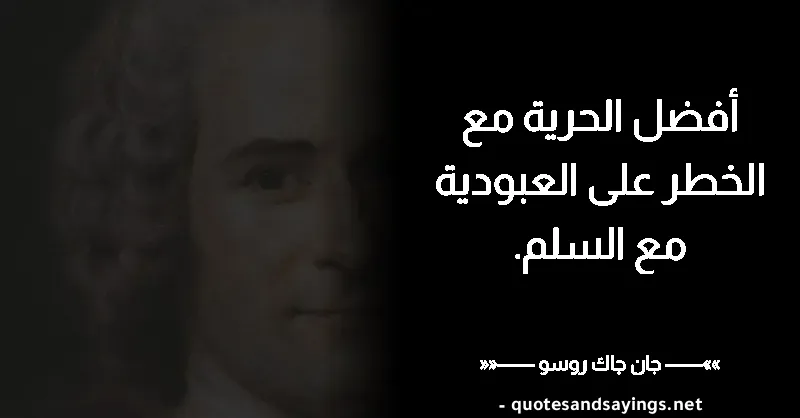 أفضل الحرية مع
الخطر على العبودية
مع السلم.
»»——— جان جاك روسو ———««
- quotesandsayings.net